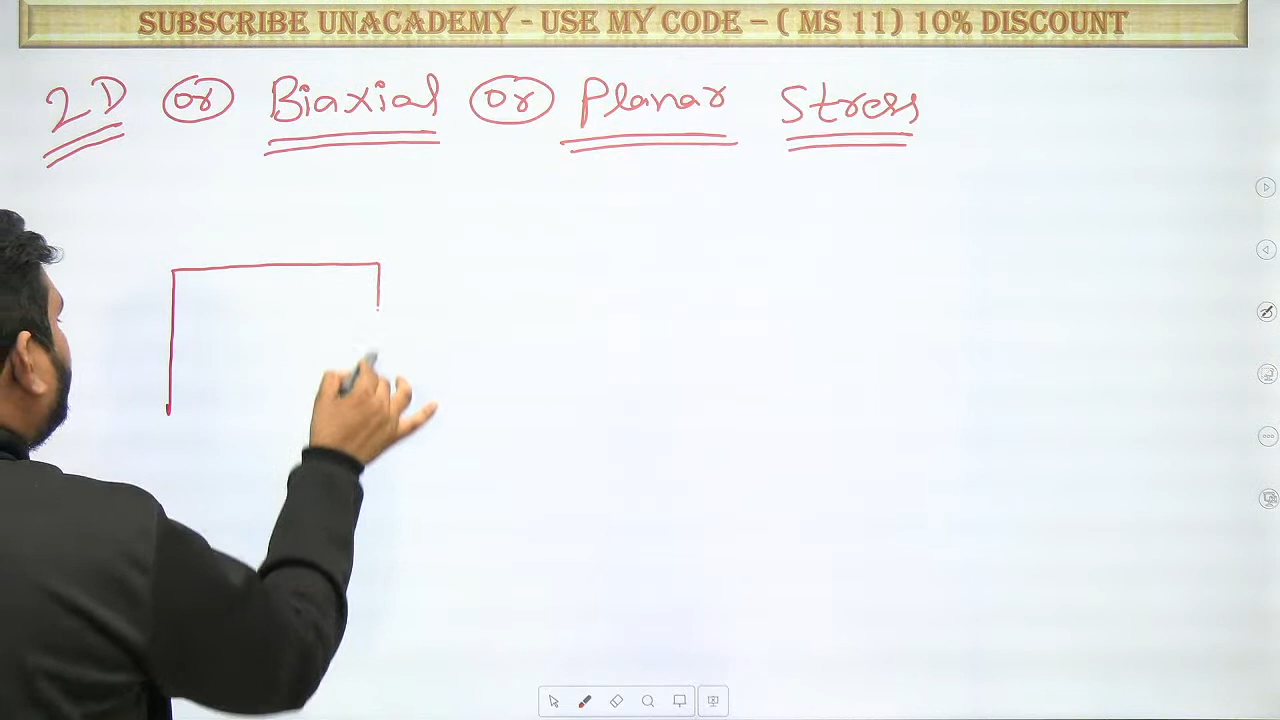 SUBSCRIBE UNACADEMY - USE MY CODE – ( MS 11) 10% DISCOUNT
2D or Biaxial or Planar Stress